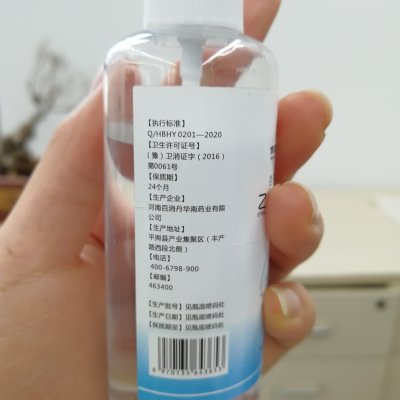 【执行标准】
Q/HBHY 0201—2020
【卫生许可证号】
(豫)卫消证字(2016)
第0061号
【保质期】
24个月
【生产企业】
河南百消丹华南药业有限
公司
【生产地址】
平舆县产业集聚区(丰产
路西段北侧)
【电话】
400-6798-900
【邮编】
463400
【生产批号】见瓶底喷码处
【生产日期】见瓶底喷码处
【保质期至】见瓶底喷码处